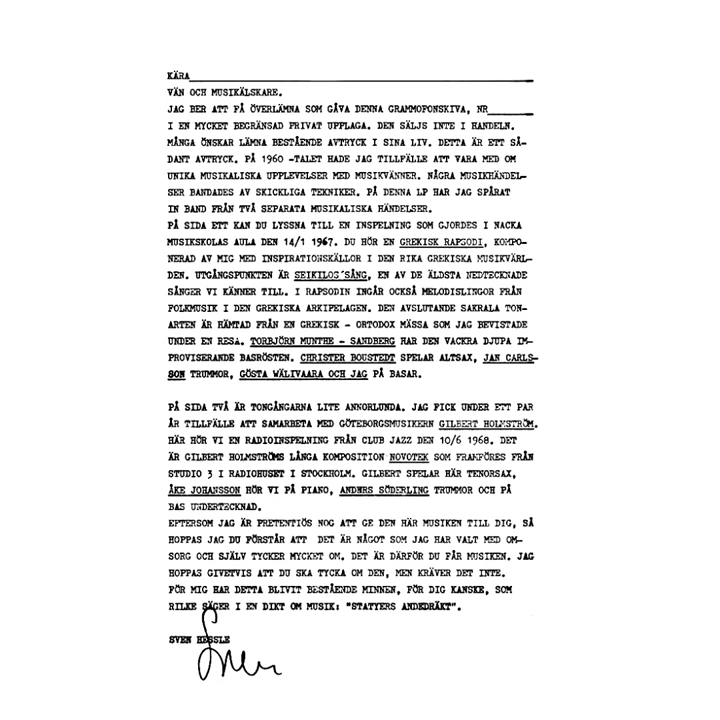 KÄRA
VÄN OCH MUSIKÄLSKARE.
JAG BER ATT FÅ ÖVERLÄMNA SOM GÅVA DENNA GRAMMOFONSKIVA, NR
I EN MYCKET BEGRÄNSAD PRIVAT UPPLAGA. DEN SÄLJS INTE I HANDELN.
MÅNGA ÖNSKAR LÄMNA BESTÅENDE AVTRYCK I SINA LIV. DETTA ÄR ETT SÅ-
DANT AVTRYCK. PÅ 1960 -TALET HADE JAG TILLFÄLLE ATT VARA MED OM
UNIKA MUSIKALISKA UPPLEVELSER MED MUSIKVÄNNER. NÅGRA MUSIKHÄNDEL-
SER BANDADES AV SKICKLIGA TEKNIKER. PÅ DENNA LP HAR JAG SPÅRAT
IN BAND FRÅN TVÅ SEPARATA MUSIKALISKA HÄNDELSER.
PÅ SIDA ETT KAN DU LYSSNA TILL EN INSPELNING SOM GJORDES I NACKA
MUSIKSKOLAS AULA DEN 14/1 1967. DU HÖR EN GREKISK RAPGODI, KOMPO-
NERAD AV MIG MED INSPIRATIONSKÄLLOR I DEN RIKA GREKISKA MUSIKVÄRL-
DEN. UTGÅNGSPUNKTEN ÄR SEIKILOS´SÅNG, EN AV DE ÄLDSTA NEDTECKNADE
SÅNGER VI KÄNNER TILL. I RAPSODIN INGÅR OCKSÅ MELODISLINGOR FRÅN
FOLKMUSIK I DEN GREKISKA ARKIPELAGEN. DEN AVSLUTANDE SAKRALA TON-
ARTEN ÄR HÄMTAD FRÅN EN GREKISK - ORTODOX MÄSSA SOM JAG BEVISTADE
UNDER EN RESA. TORBJÖRN MUNTHE - SANDBERG HAR DEN VACKRA DJUPA IM-
PROVISERANDE BASRÖSTEN. CHRISTER BOUSTEDT SPELAR ALTSAX, JAN CARLS-
SON TRUMMOR, GÖSTA WÄLIVAARA OCH JAG PÅ BASAR.
PÅ SIDA TVÅ ÄR TONGÅNGARNA LITE ANNORLUNDA. JAG FICK UNDER ETT PAR
ÅR TILLFÄLLE ATT SAMARBETA MED GÖTEBORGSMUSIKERN GILBERT HOLMSTRÖM.
HÄR HÖR VI EN RADIOINSPELNING FRÅN CLUB JAZZ DEN 10/6 1968. DET
ÄR GILBERT HOLMSTRÖMS LÅNGA KOMPOSITION NOVOTEK SOM FRAMFÖRES FRÅN
STUDIO 3 I RADIOHUSET I STOCKHOLM. GILBERT SPELAR HÄR TENORSAX,
ÅKE JOHANSSON HÖR VI PÅ PIANO, ANDERS SÖDERLING TRUMMOR OCH PÅ
BAS UNDERTECKNAD.
EFTERSOM JAG ÄR PRETENTIÖS NOG ATT GE DEN HÄR MUSIKEN TILL DIG, SÅ
HOPPAS JAG DU FÖRSTÅR ATT DET ÄR NÅGOT SOM JAG HAR VALT MED OM-
SORG OCH SJÄLV TYCKER MYCKET OM. DET ÄR DÄRFÖR DU FÅR MUSIKEN. JAG
HOPPAS GIVETVIS ATT DU SKA TYCKA OM DEN, MEN KRÄVER DET INTE.
FÖR MIG HAR DETTA BLIVIT BESTÅENDE MINNEN, FÖR DIG KANSKE, SOM
RILKE SÄGER I EN DIKT OM MUSIK: "STATYERS ANDEDRÄKT".
SVEN HESSLE
Sven